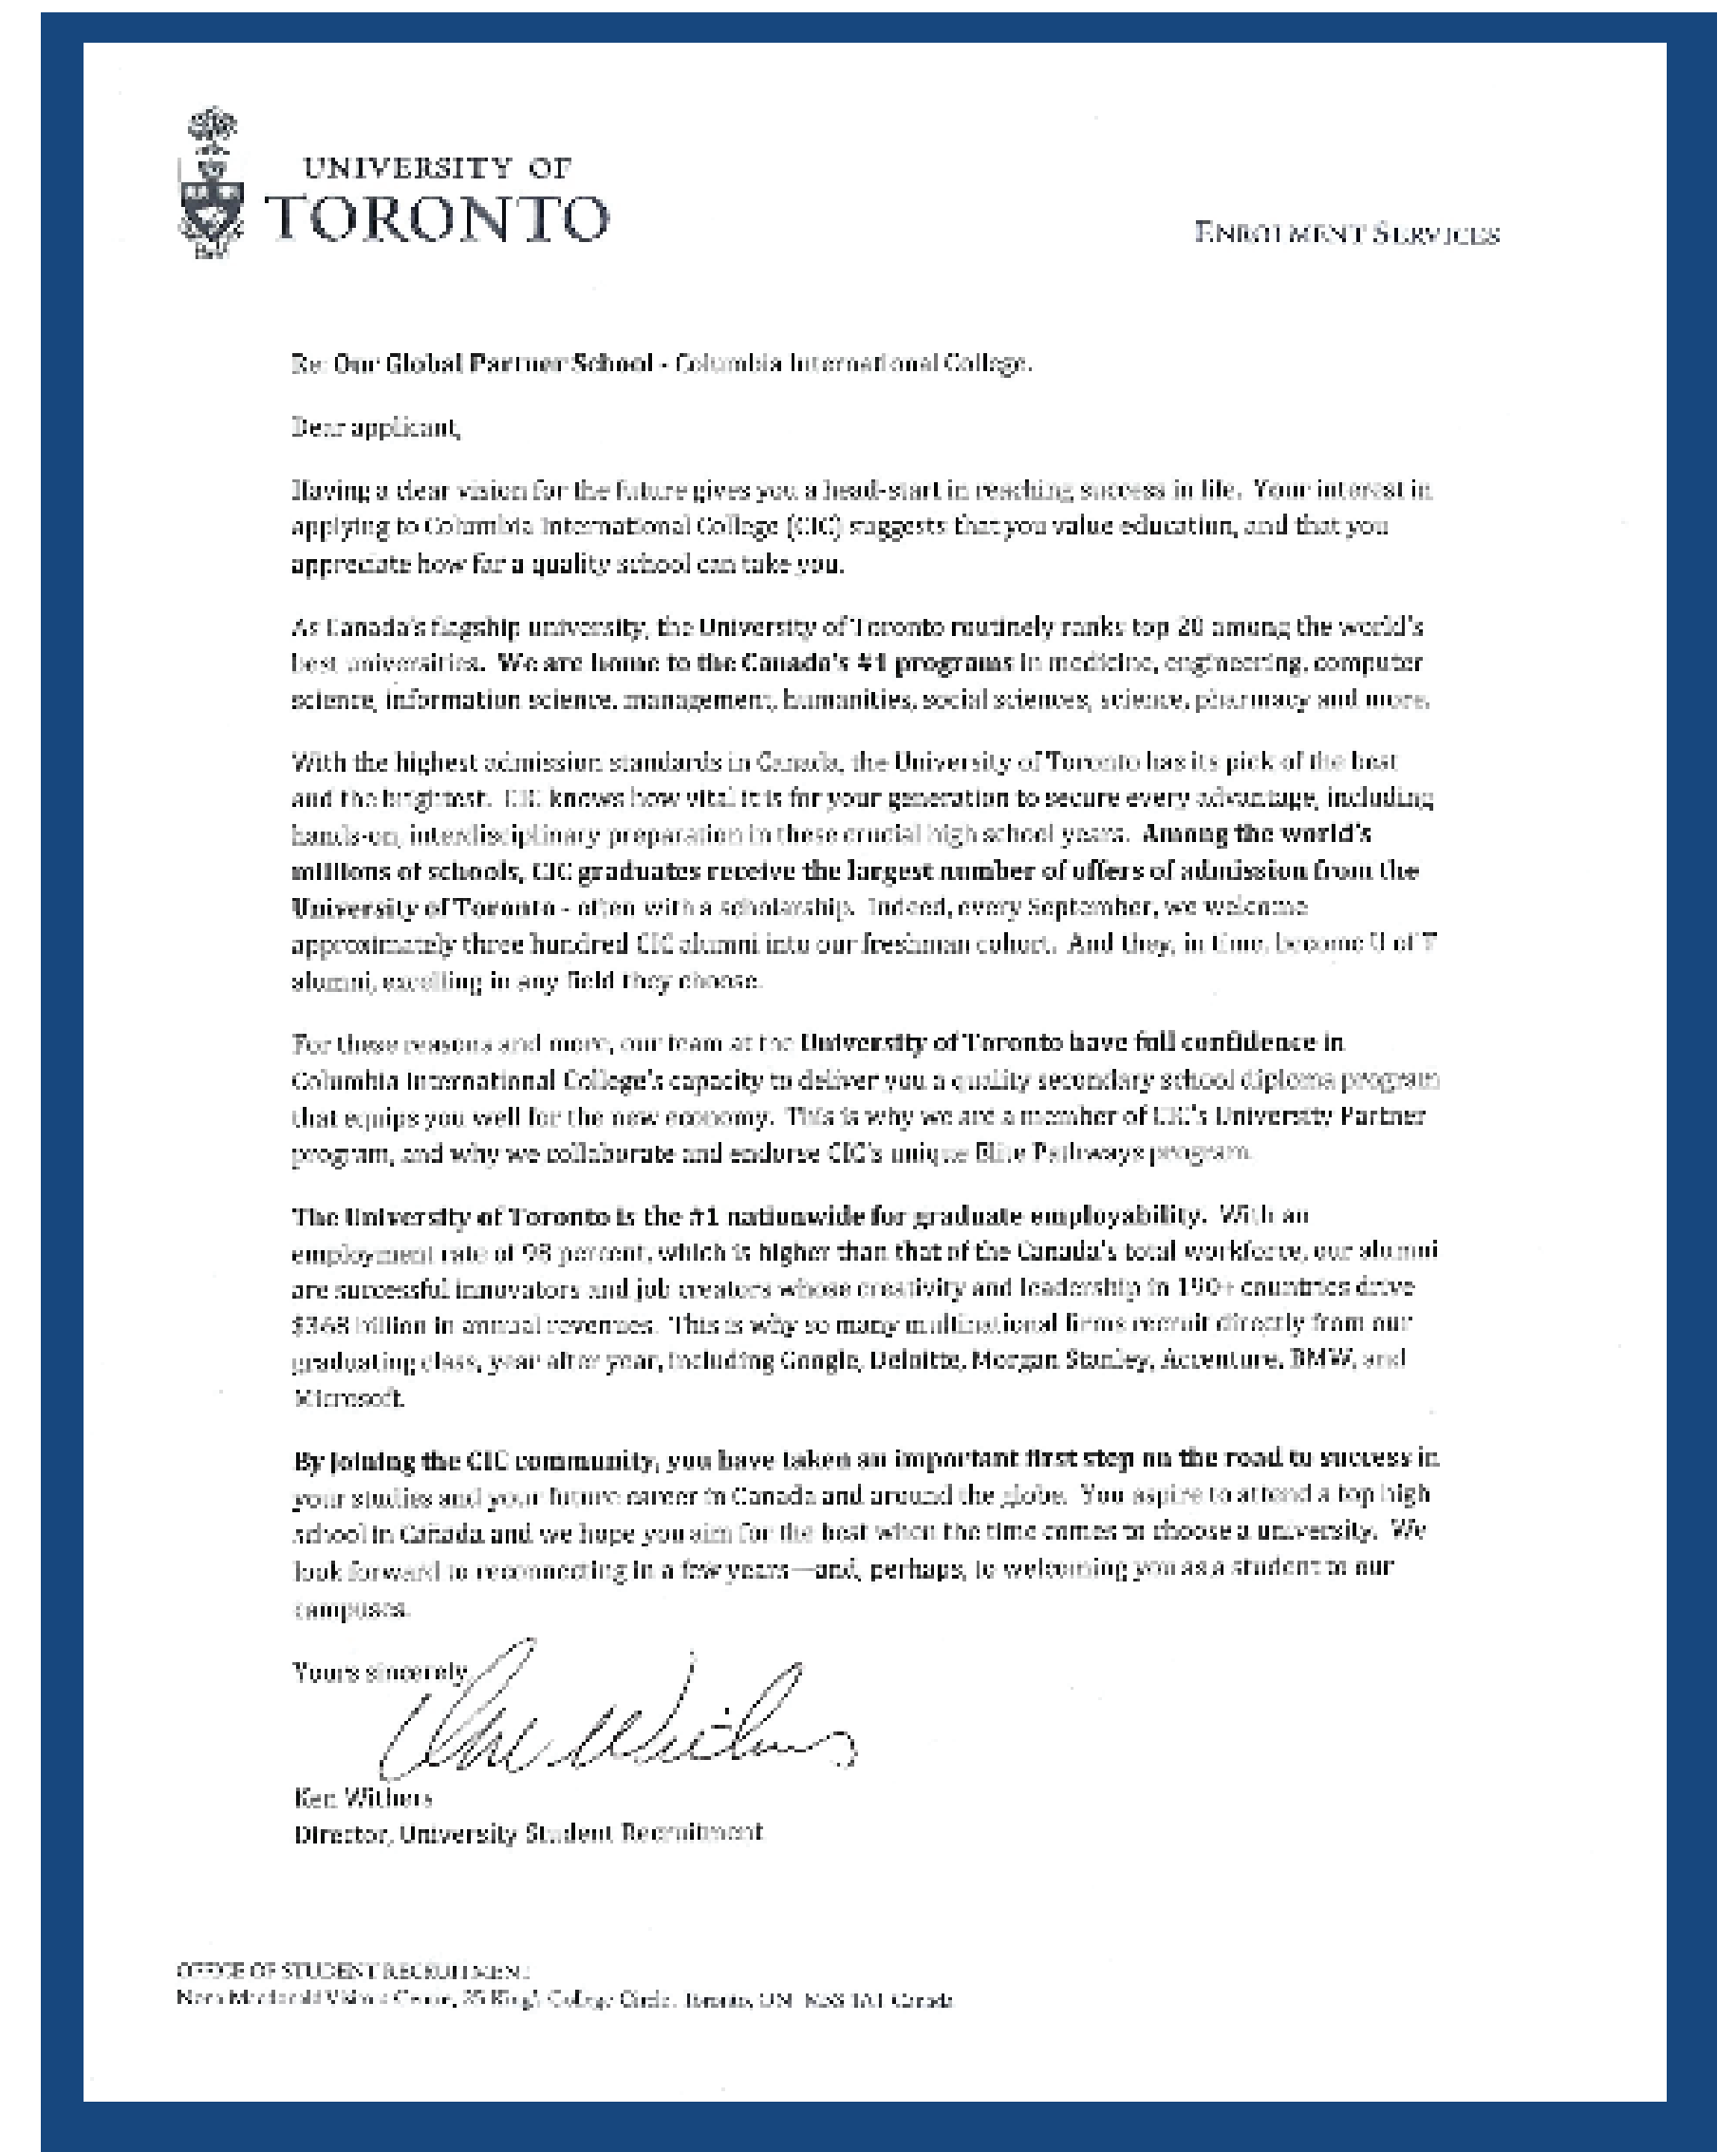 UNIVERSITY OF
TORONTO
ENROLMENT SERVICES
Re: Our Global Partner School - Columbia International College.
Dear applicant,
Having a clear vision for the future gives you a head-start in reaching success in life. Your interest in
applying to Columbia International College (CIC) suggests that you value education, and that you
appreciate how far a quality school can take you.
As Canada's flagship university, the University of Toronto routinely ranks top 20 among the world's
best universities. We are home to the Canada's #1 programs in medicine, engineering, computer
science, information science, management, humanities, social sciences, science, pharmacy and more.
With the highest admission standards in Canada, the University of Toronto has its pick of the best
and the brightest. CIC knows how vital it is for your generation to secure every advantage, including
hands-on, interdisciplinary preparation in these crucial high school years. Among the world's
millions of schools, CIC graduates receive the largest number of offers of admission from the
University of Toronto - often with a scholarship. Indeed, every September, we welcome
approximately three hundred CIC alumni into our freshman cohort. And they, in time, become U of T
alumni, excelling in any field they choose.
For these reasons and more, our team at the University of Toronto have full confidence in
Columbia International College's capacity to deliver you a quality secondary school diploma program
that equips you well for the new economy. This is why we are a member of CIC's University Partner
program, and why we collaborate and endorse CIC's unique Elite Pathways program.
The University of Toronto is the #1 nationwide for graduate employability. With an
employment rate of 98 percent, which is higher than that of the Canada's total workforce, our alumni
are successful innovators and job creators whose creativity and leadership in 190+ countries drive
$368 billion in annual revenues. This is why so many multinational firms recruit directly from our
graduating class, year after year, including Google, Deloitte, Morgan Stanley, Accenture, BMW, and
Microsoft.
By joining the CIC community, you have taken an important first step on the road to success in
your studies and your future career in Canada and around the globe. You aspire to attend a top high
school in Canada and we hope you aim for the best when the time comes to choose a university. We
look forward to reconnecting in a few years—and, perhaps, to welcoming you as a student to our
campuses.
Yours sincerely
Ken Withers
Ken Withers
Director, University Student Recruitment
OFFICE OF STUDENT RECRUITMENT
25 King's College Circle, Toronto, ON M5S 1A1 Canada